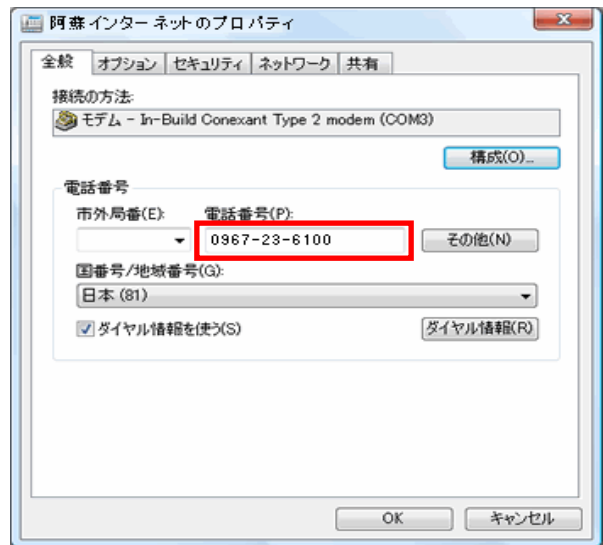 阿蘇インターネットのプロパティ
全般 オプション セキュリティ ネットワーク 共有
接続の方法:
モデム - In-Build Conexant Type 2 modem (COM3)
構成(O)...
電話番号
市外局番(E): 電話番号(P):
0967-23-6100 その他(N)
国番号/地域番号(G):
日本 (81)
ダイヤル情報を使う(S) ダイヤル情報(R)
OK キャンセル